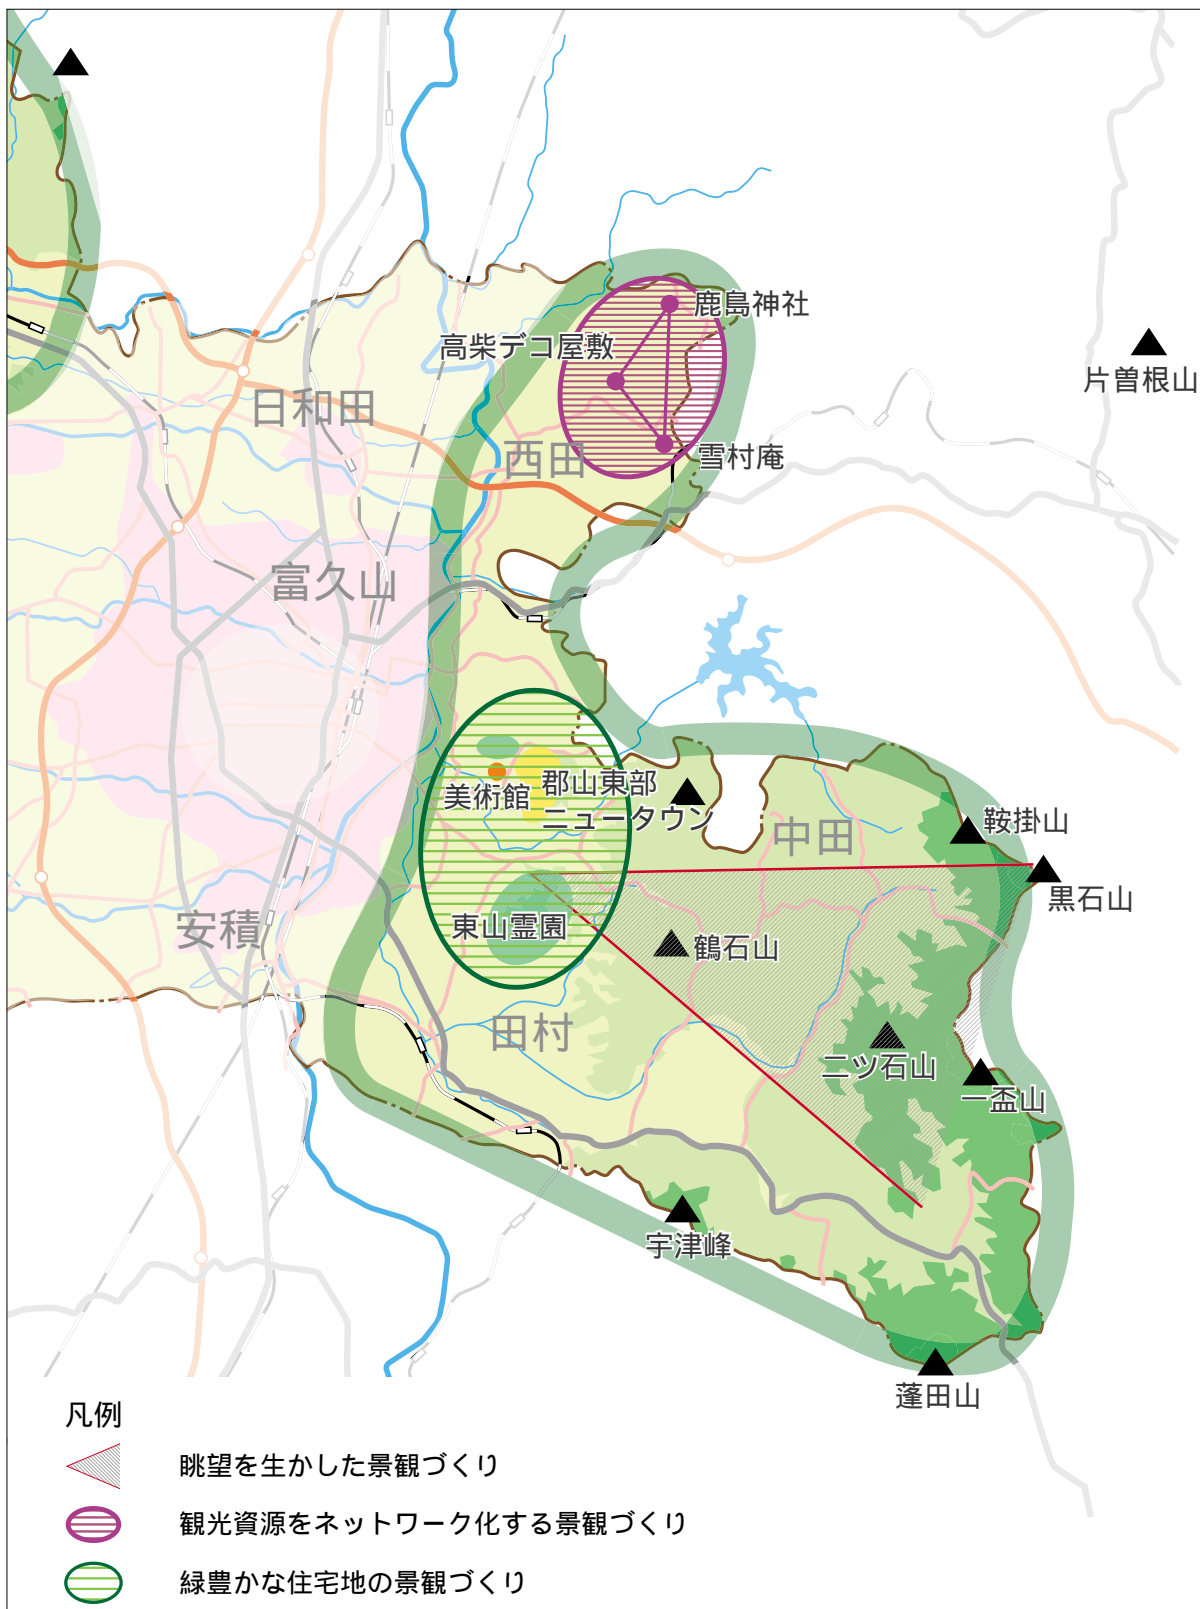 鹿島神社
高柴デコ屋敷
片曽根山
日和田
西田
雪村庵
富久山
美術館
郡山東部
ニュータウン
中田
鞍掛山
黒石山
安積
東山霊園
鶴石山
田村
二ツ石山
一盃山
宇津峰
蓬田山
凡例
眺望を生かした景観づくり
観光資源をネットワーク化する景観づくり
緑豊かな住宅地の景観づくり